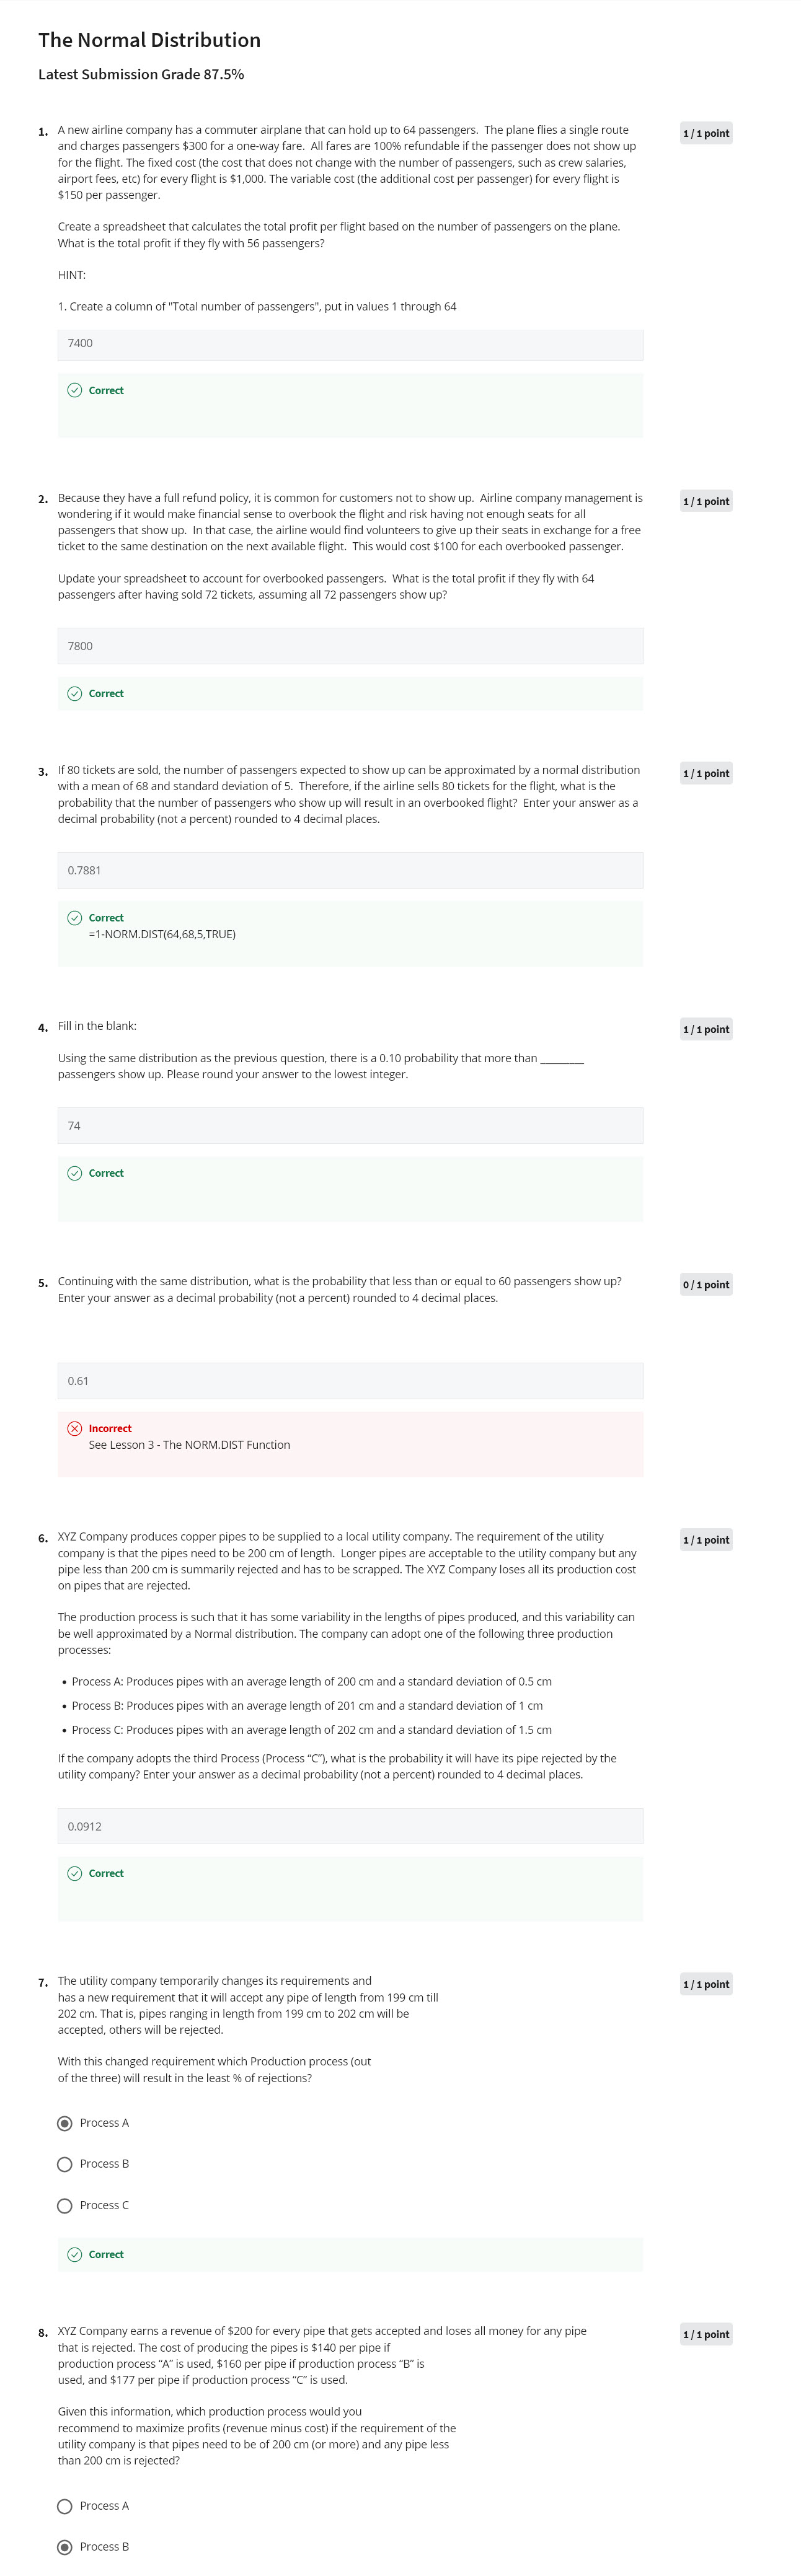 The Normal Distribution
Latest Submission Grade 87.5%
1. A new airline company has a commuter airplane that can hold up to 64 passengers. The plane flies a single route
1 / 1 point
and charges passengers $300 for a one-way fare. All fares are 100% refundable if the passenger does not show up
for the flight. The fixed cost (the cost that does not change with the number of passengers, such as crew salaries,
airport fees, etc) for every flight is $1,000. The variable cost (the additional cost per passenger) for every flight is
$150 per passenger.
Create a spreadsheet that calculates the total profit per flight based on the number of passengers on the plane.
What is the total profit if they fly with 56 passengers?
HINT:
1. Create a column of "Total number of passengers", put in values 1 through 64
7400
Correct
2. Because they have a full refund policy, it is common for customers not to show up. Airline company management is
1 / 1 point
wondering if it would make financial sense to overbook the flight and risk having not enough seats for all
passengers that show up. In that case, the airline would find volunteers to give up their seats in exchange for a free
ticket to the same destination on the next available flight. This would cost $100 for each overbooked passenger.
Update your spreadsheet to account for overbooked passengers. What is the total profit if they fly with 64
passengers after having sold 72 tickets, assuming all 72 passengers show up?
7800
Correct
3. If 80 tickets are sold, the number of passengers expected to show up can be approximated by a normal distribution
1 / 1 point
with a mean of 68 and standard deviation of 5. Therefore, if the airline sells 80 tickets for the flight, what is the
probability that the number of passengers who show up will result in an overbooked flight? Enter your answer as a
decimal probability (not a percent) rounded to 4 decimal places.
0.7881
Correct
=1-NORM.DIST(64,68,5,TRUE)
4. Fill in the blank:
1 / 1 point
Using the same distribution as the previous question, there is a 0.10 probability that more than ________
passengers show up. Please round your answer to the lowest integer.
74
Correct
5. Continuing with the same distribution, what is the probability that less than or equal to 60 passengers show up?
0 / 1 point
Enter your answer as a decimal probability (not a percent) rounded to 4 decimal places.
0.61
Incorrect
See Lesson 3 - The NORM.DIST Function
6. XYZ Company produces copper pipes to be supplied to a local utility company. The requirement of the utility
1 / 1 point
company is that the pipes need to be 200 cm of length. Longer pipes are acceptable to the utility company but any
pipe less than 200 cm is summarily rejected and has to be scrapped. The XYZ Company loses all its production cost
on pipes that are rejected.
The production process is such that it has some variability in the lengths of pipes produced, and this variability can
be well approximated by a Normal distribution. The company can adopt one of the following three production
processes:
• Process A: Produces pipes with an average length of 200 cm and a standard deviation of 0.5 cm
• Process B: Produces pipes with an average length of 201 cm and a standard deviation of 1 cm
• Process C: Produces pipes with an average length of 202 cm and a standard deviation of 1.5 cm
If the company adopts the third Process (Process “C”), what is the probability it will have its pipe rejected by the
utility company? Enter your answer as a decimal probability (not a percent) rounded to 4 decimal places.
0.0912
Correct
7. The utility company temporarily changes its requirements and
1 / 1 point
has a new requirement that it will accept any pipe of length from 199 cm till
202 cm. That is, pipes ranging in length from 199 cm to 202 cm will be
accepted, others will be rejected.
With this changed requirement which Production process (out
of the three) will result in the least % of rejections?
Process A
Process B
Process C
Correct
8. XYZ Company earns a revenue of $200 for every pipe that gets accepted and loses all money for any pipe
1 / 1 point
that is rejected. The cost of producing the pipes is $140 per pipe if
production process “A” is used, $160 per pipe if production process “B” is
used, and $177 per pipe if production process “C” is used.
Given this information, which production process would you
recommend to maximize profits (revenue minus cost) if the requirement of the
utility company is that pipes need to be of 200 cm (or more) and any pipe less
than 200 cm is rejected?
Process A
Process B